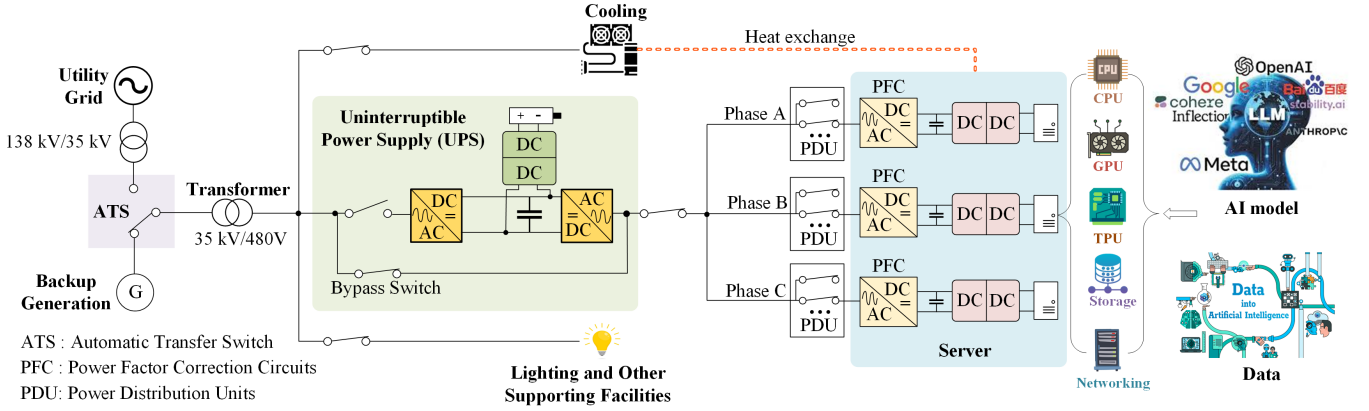 Cooling
Heat exchange
Utility
Grid
138 kV/35 kV
ATS
Transformer
35 kV/480V
Backup
Generation
G
Uninterruptible
Power Supply (UPS)
+ -
DC
DC
DC
AC
=
AC
DC
=
Bypass Switch
Lighting and Other
Supporting Facilities
Phase A
PDU
PFC
DC
AC
=
DC DC
Phase B
PDU
PFC
DC
AC
=
DC DC
Phase C
PDU
PFC
DC
AC
=
DC DC
Server
CPU
CPU
GPU
TPU
Storage
Networking
OpenAI
Google
Bai du 百度
cohere
stability.ai
Inflection
LLM
ANTHROP\C
Meta
AI model
Data
into
Artificial Intelligence
Data
ATS : Automatic Transfer Switch
PFC : Power Factor Correction Circuits
PDU: Power Distribution Units